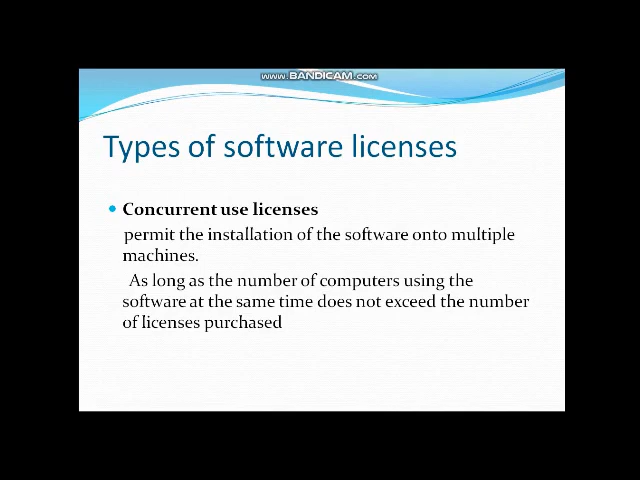 www.BANDICAM.com
Types of software licenses
• Concurrent use licenses
permit the installation of the software onto multiple
machines.
As long as the number of computers using the
software at the same time does not exceed the number
of licenses purchased